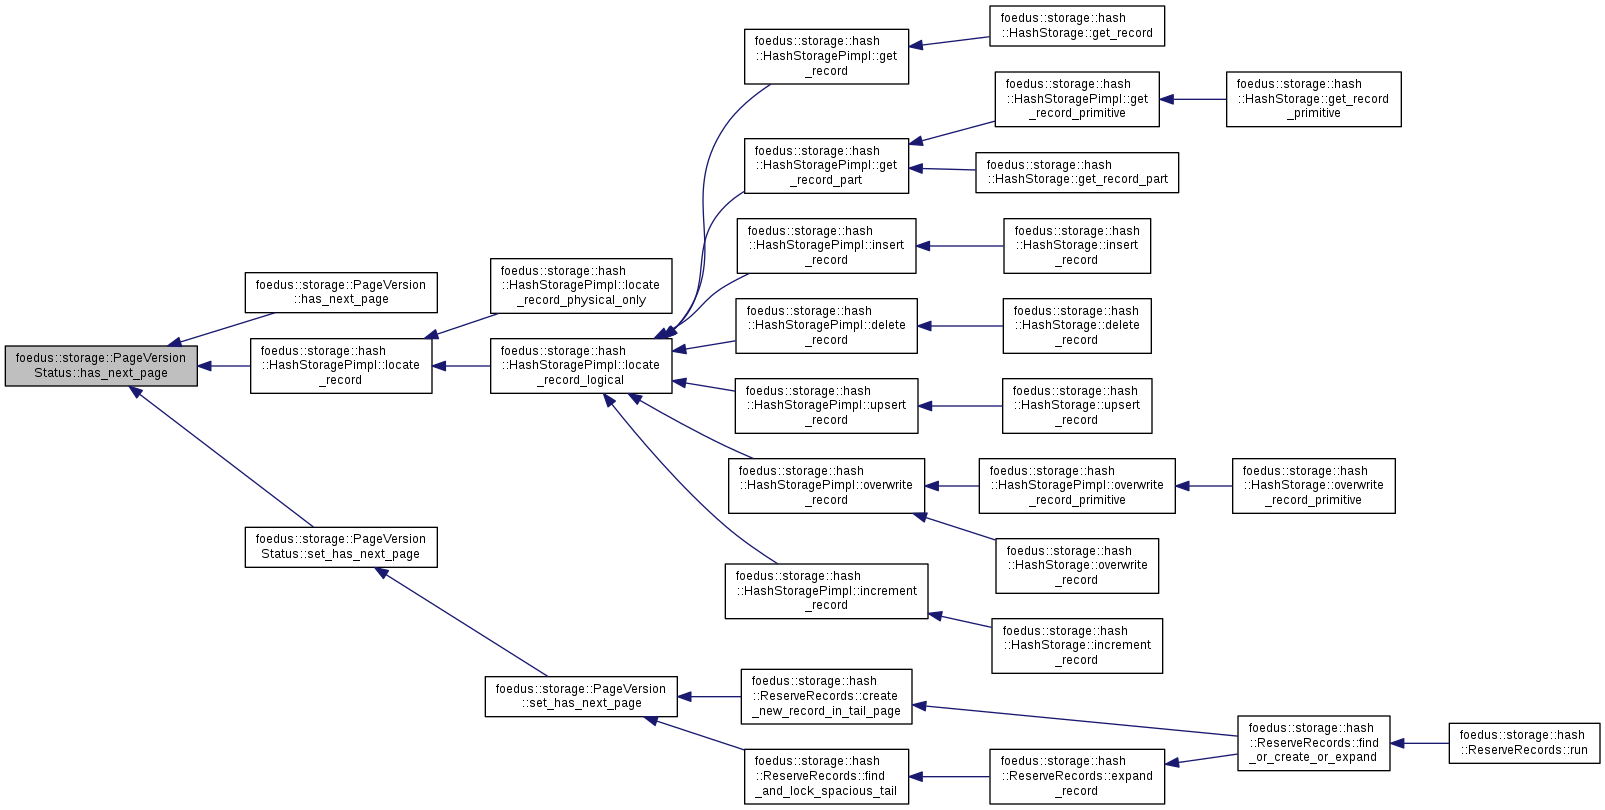 foedus::storage::PageVersion
Status::has_next_page
foedus::storage::PageVersion
::has_next_page
foedus::storage::hash
::HashStoragePimpl::locate
_record
foedus::storage::PageVersion
Status::set_has_next_page
foedus::storage::hash
::HashStoragePimpl::locate
_record_physical_only
foedus::storage::hash
::HashStoragePimpl::locate
_record_logical
foedus::storage::PageVersion
::set_has_next_page
foedus::storage::hash
::HashStoragePimpl::get
_record
foedus::storage::hash
::HashStoragePimpl::get
_record_part
foedus::storage::hash
::HashStoragePimpl::insert
_record
foedus::storage::hash
::HashStoragePimpl::delete
_record
foedus::storage::hash
::HashStoragePimpl::upsert
_record
foedus::storage::hash
::HashStoragePimpl::overwrite
_record
foedus::storage::hash
::HashStoragePimpl::increment
_record
foedus::storage::hash
::ReserveRecords::create
_new_record_in_tail_page
foedus::storage::hash
::ReserveRecords::find
_and_lock_spacious_tail
foedus::storage::hash
::HashStorage::get_record
foedus::storage::hash
::HashStoragePimpl::get
_record_primitive
foedus::storage::hash
::HashStorage::get_record_part
foedus::storage::hash
::HashStorage::insert
_record
foedus::storage::hash
::HashStorage::delete
_record
foedus::storage::hash
::HashStorage::upsert
_record
foedus::storage::hash
::HashStoragePimpl::overwrite
_record_primitive
foedus::storage::hash
::HashStorage::overwrite
_record
foedus::storage::hash
::HashStorage::increment
_record
foedus::storage::hash
::ReserveRecords::expand
_record
foedus::storage::hash
::HashStorage::get_record
_primitive
foedus::storage::hash
::HashStorage::overwrite
_record_primitive
foedus::storage::hash
::ReserveRecords::find
_or_create_or_expand
foedus::storage::hash
::ReserveRecords::run